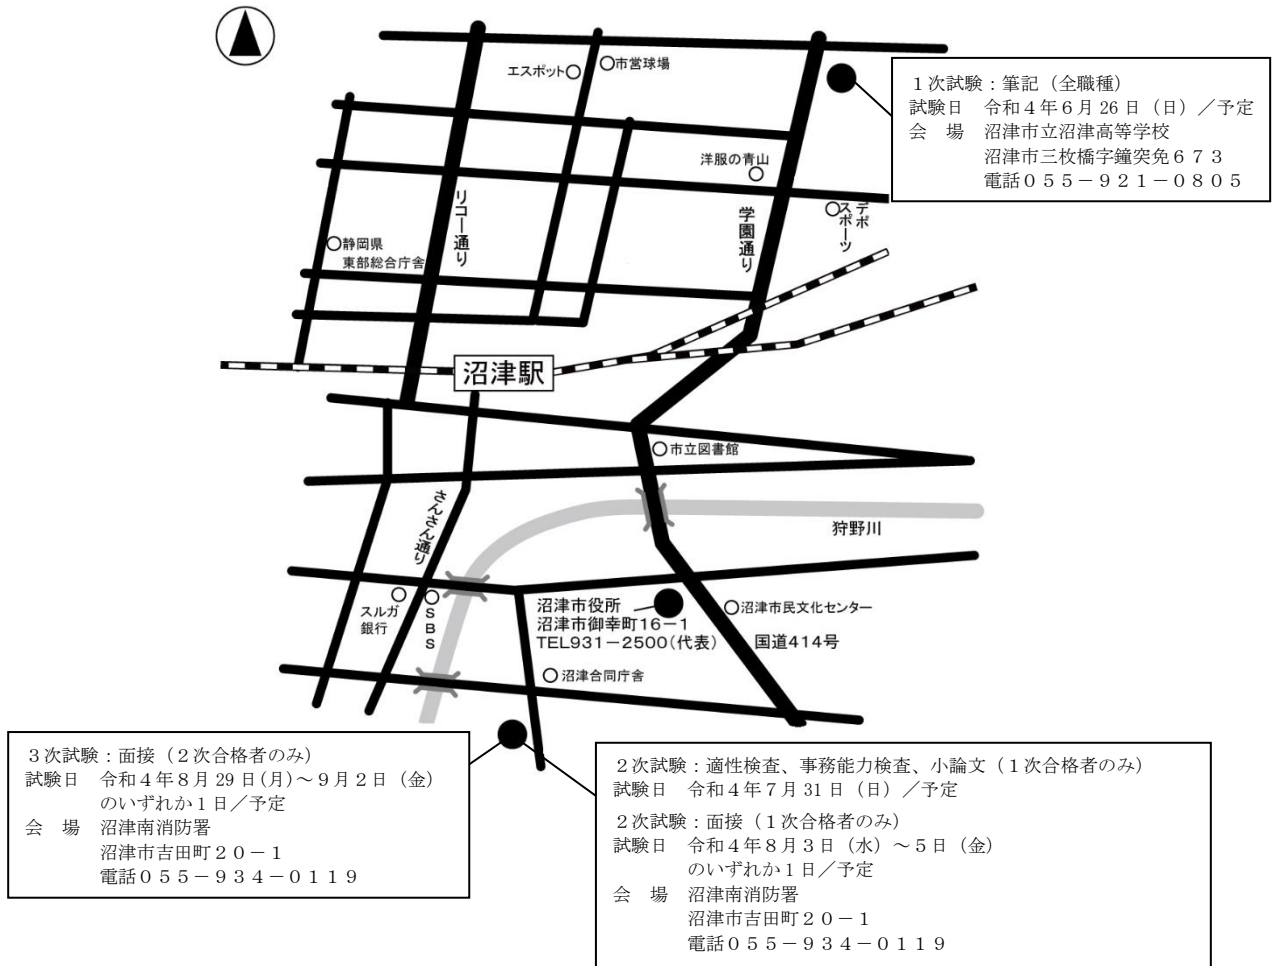 エスポット
市営球場
1次試験：筆記（全職種）
試験日　令和4年6月26日（日）／予定
会　場　沼津市立沼津高等学校
沼津市三枚橋字鐘突免673
電話055－921－0805
洋服の青山
デポ
スポーツ
リコー通り
学園通り
静岡県
東部総合庁舎
沼津駅
市立図書館
さんさん通り
狩野川
スルガ
銀行
SBS
沼津市役所
沼津市御幸町16－1
TEL931－2500(代表)
沼津市民文化センター
国道414号
沼津合同庁舎
3次試験：面接（2次合格者のみ）
試験日　令和4年8月29日(月)～9月2日（金）
のいずれか1日／予定
会　場　沼津南消防署
沼津市吉田町20－1
電話055－934－0119
2次試験：適性検査、事務能力検査、小論文（1次合格者のみ）
試験日　令和4年7月31日（日）／予定
2次試験：面接（1次合格者のみ）
試験日　令和4年8月3日（水）～5日（金）
のいずれか1日／予定
会　場　沼津南消防署
沼津市吉田町20－1
電話055－934－0119